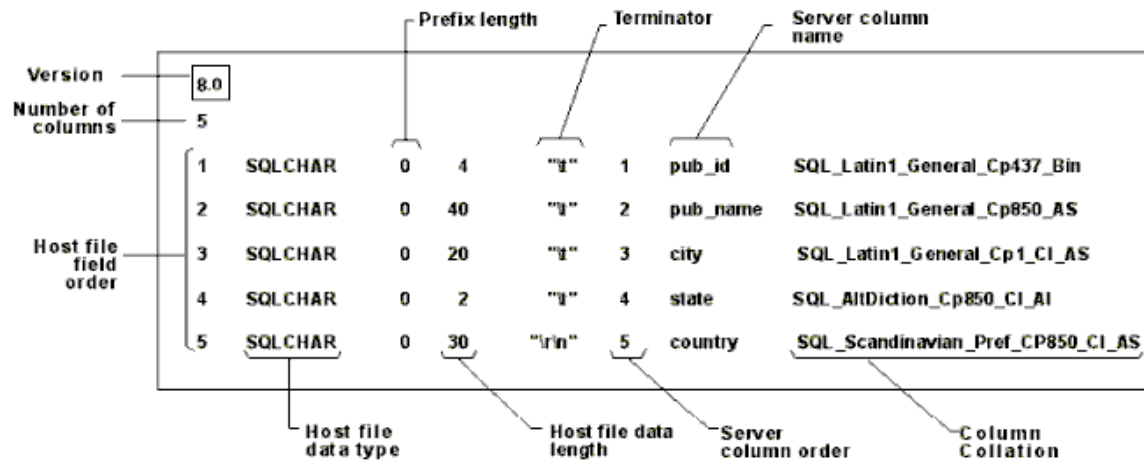 Prefix length Terminator Server column name
Version 8.0
Number of columns 5
Host file field order
1 SQLCHAR 0 4 "\t" 1 pub_id SQL_Latin1_General_Cp437_Bin
2 SQLCHAR 0 40 "\t" 2 pub_name SQL_Latin1_General_Cp850_AS
3 SQLCHAR 0 20 "\t" 3 city SQL_Latin1_General_Cp1_CI_AS
4 SQLCHAR 0 2 "\t" 4 state SQL_AltDiction_Cp850_CI_AI
5 SQLCHAR 0 30 "\r\n" 5 country SQL_Scandinavian_Pref_CP850_CI_AS
Host file data type Host file data length Server column order Column Collation